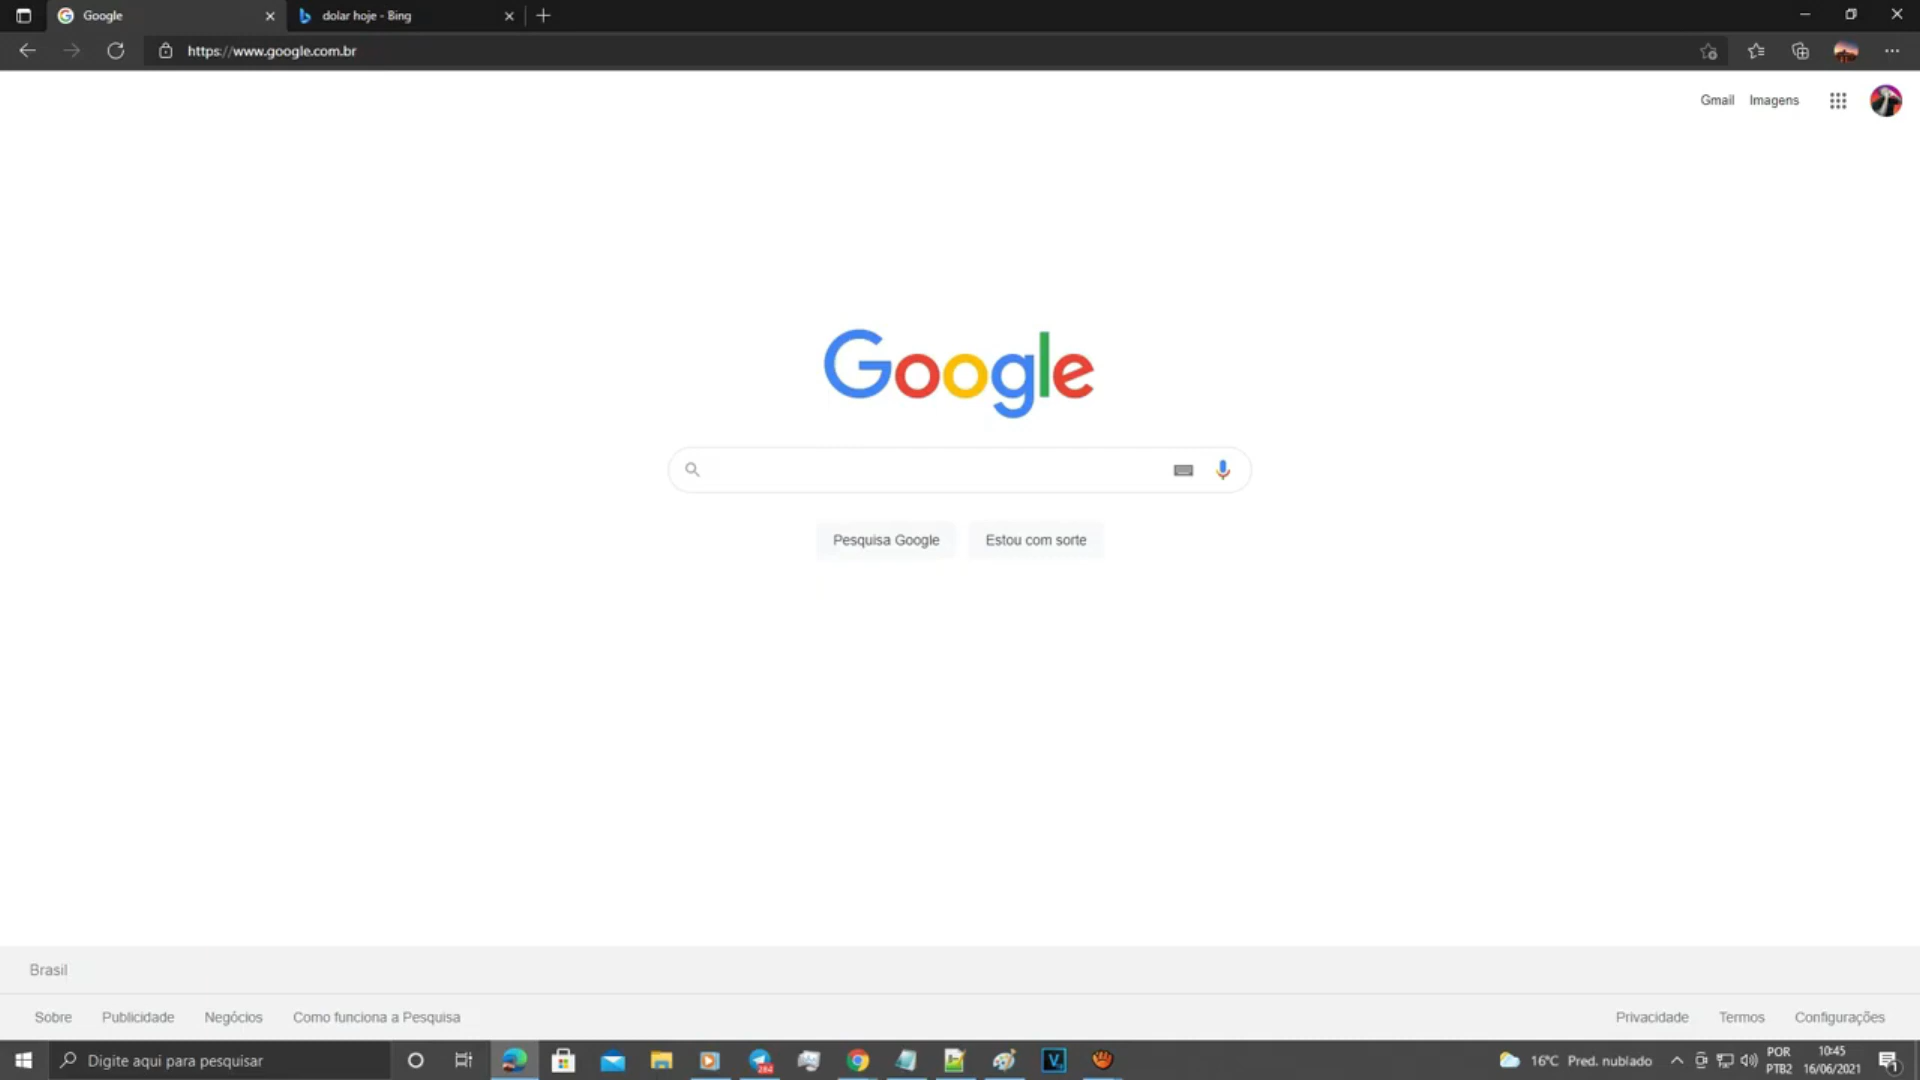 Google
dolar hoje - Bing
https://www.google.com.br
Gmail
Imagens
Google
Pesquisa Google
Estou com sorte
Brasil
Sobre
Publicidade
Negócios
Como funciona a Pesquisa
Privacidade
Termos
Configurações
Digite aqui para pesquisar
284
16°C Pred. nublado
POR
PTB2
10:45
16/06/2021
1